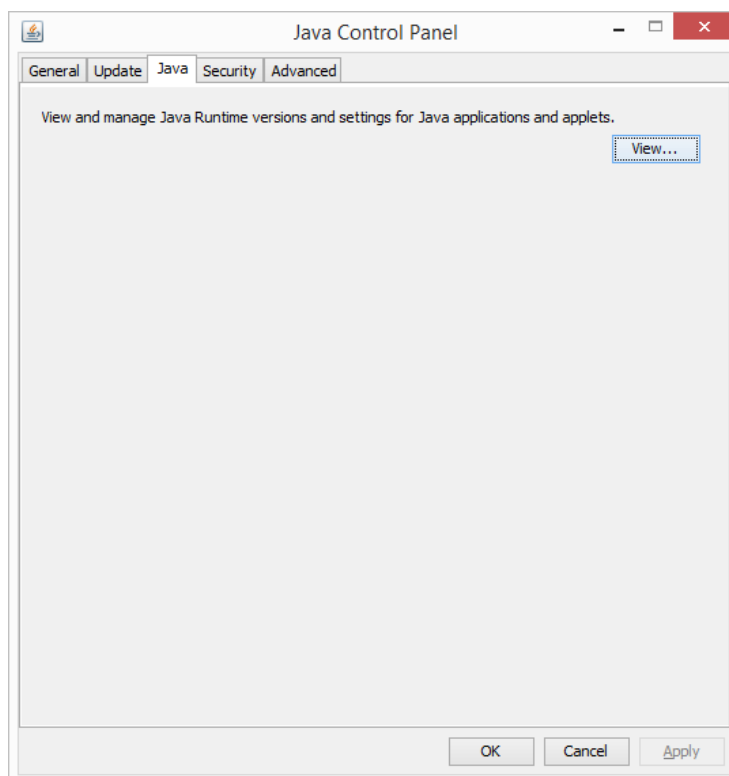 Java Control Panel
General Update Java Security Advanced
View and manage Java Runtime versions and settings for Java applications and applets.
View...
OK Cancel Apply